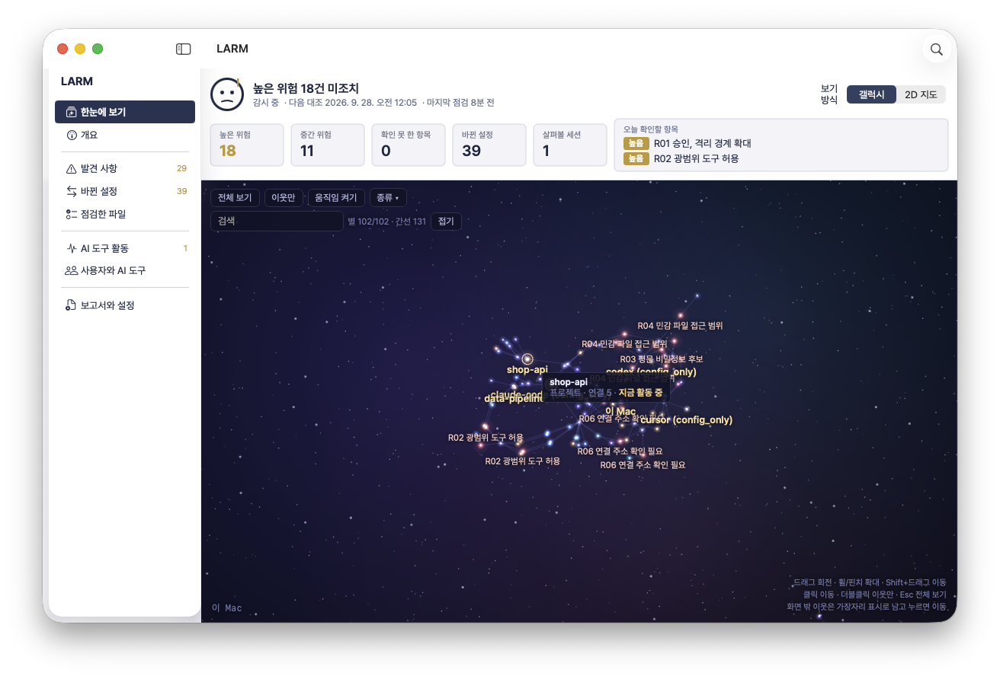 LARM
LARM
한눈에 보기
개요
발견 사항 29
바뀐 설정 39
점검한 파일
AI 도구 활동 1
사용자와 AI 도구
보고서와 설정
높은 위험 18건 미조치
감시 중 · 다음 대조 2026. 9. 28. 오전 12:05 · 마지막 점검 8분 전
보기
방식
갤럭시 2D 지도
높은 위험
18
중간 위험
11
확인 못 한 항목
0
바뀐 설정
39
살펴볼 세션
1
오늘 확인할 항목
높음 R01 승인, 격리 경계 확대
높음 R02 광범위 도구 허용
전체 보기 이웃만 움직임 켜기 종류 ▾
검색 별 102/102 · 간선 131 접기
R04 민감 파일 접근 범위
R04 민감 파일 접근 범위
R03 평문 비밀정보 후보
shop-api
codex (config_only)
R04 민감 파일 접근 범위
shop-api
프로젝트 · 연결 5 · 지금 활동 중
claude-code
data-pipeline
이 Mac
R06 연결 주소 확인 필요
cursor (config_only)
R02 광범위 도구 허용
R06 연결 주소 확인 필요
R02 광범위 도구 허용
R06 연결 주소 확인 필요
드래그 회전 · 휠/핀치 확대 · Shift+드래그 이동
클릭 이동 · 더블클릭 이웃만 · Esc 전체 보기
화면 밖 이웃은 가장자리 표시로 남고 누르면 이동
이 Mac